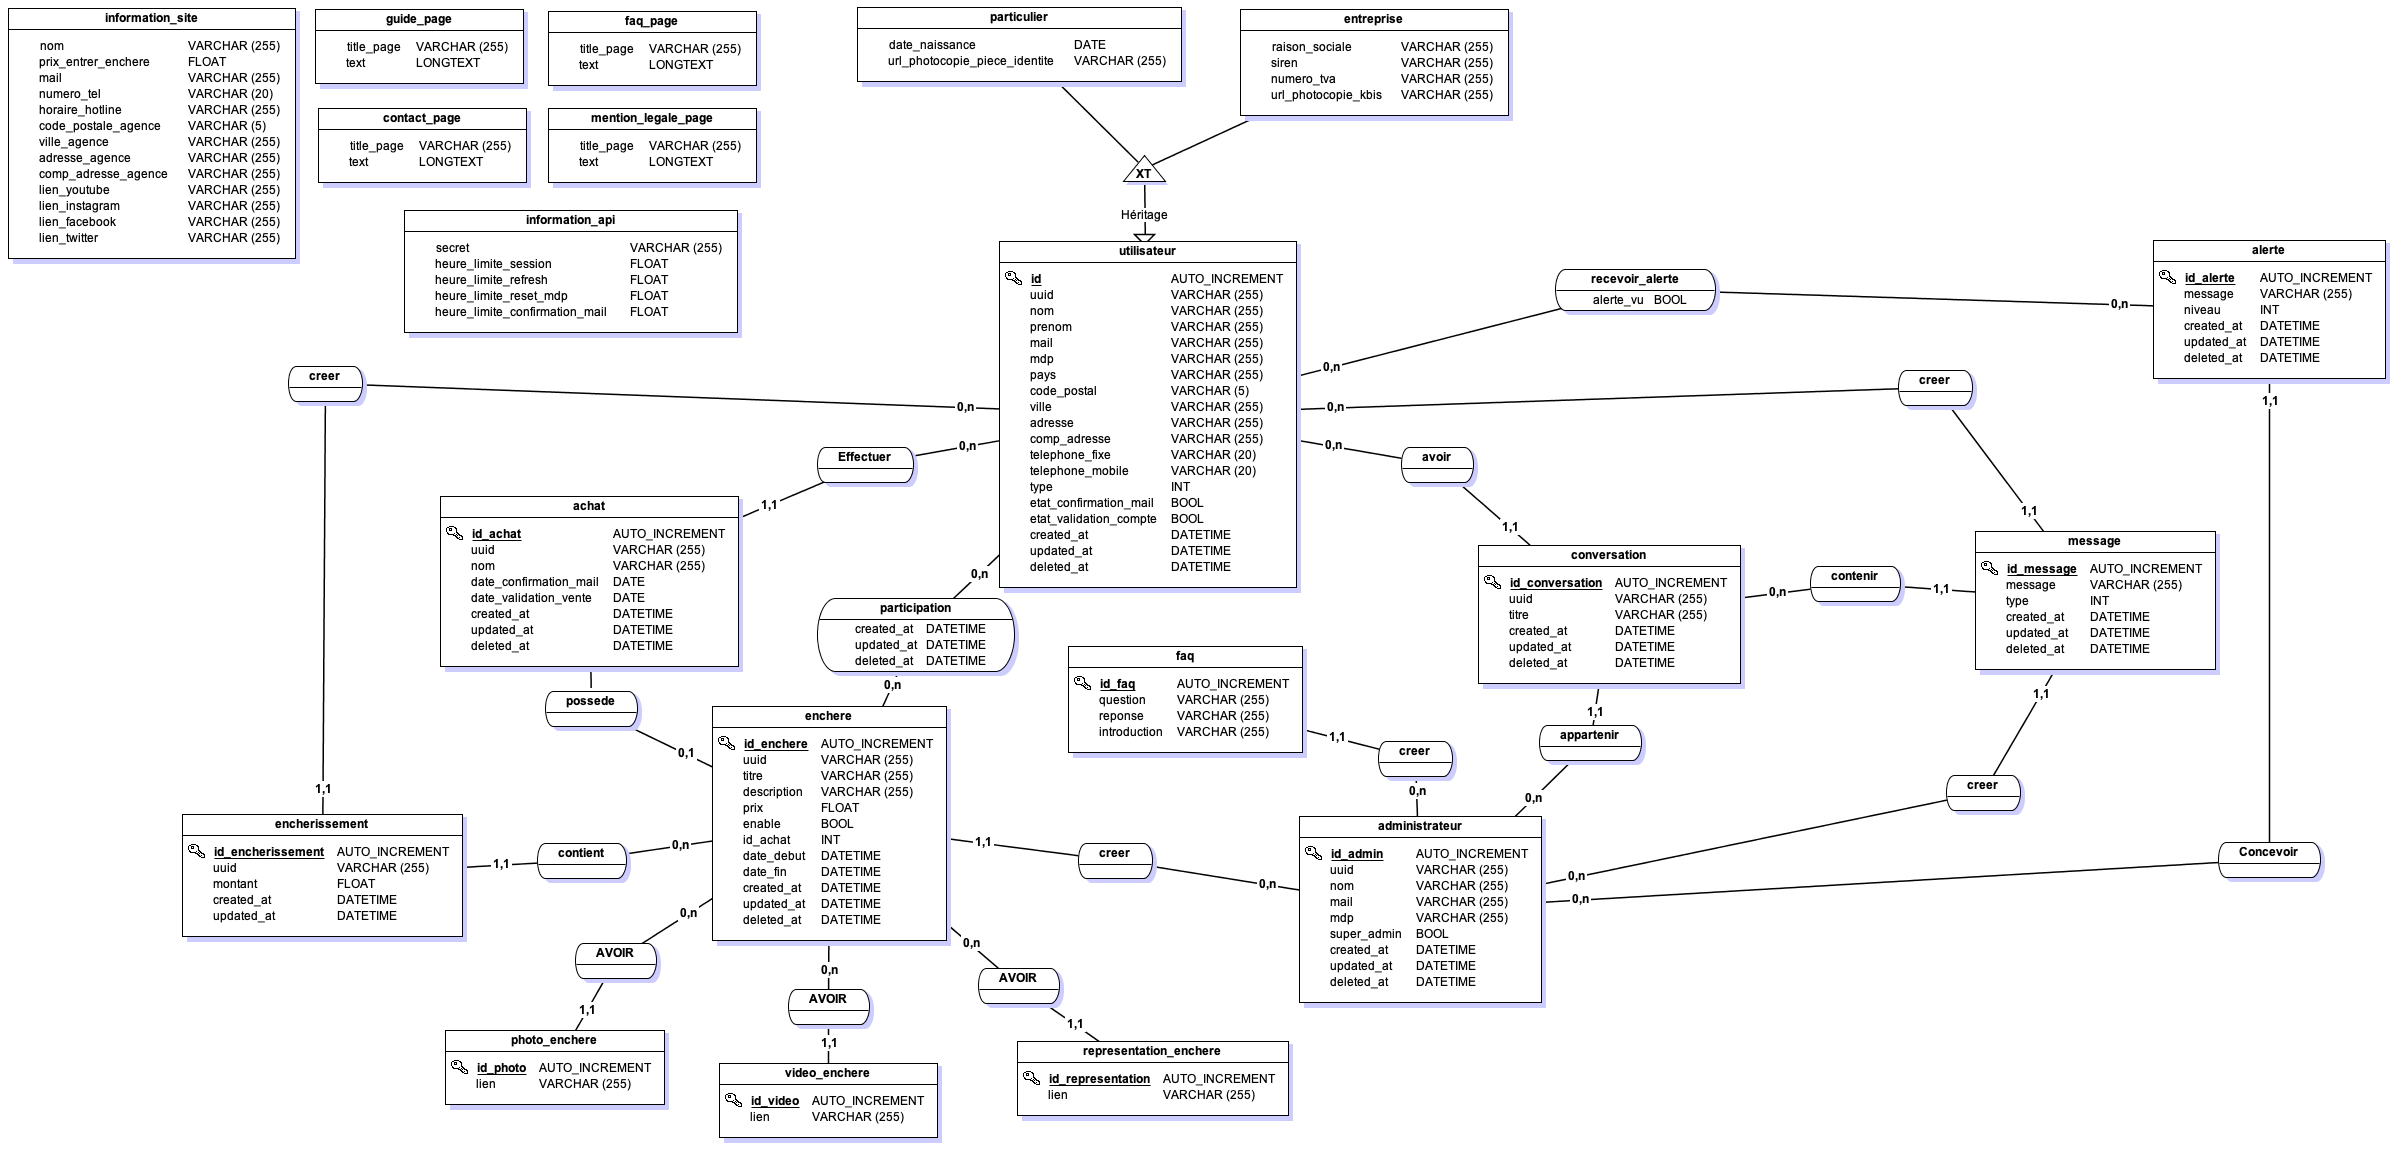 information_site
nom VARCHAR (255)
prix_entrer_enchere FLOAT
mail VARCHAR (255)
numero_tel VARCHAR (20)
horaire_hotline VARCHAR (255)
code_postale_agence VARCHAR (5)
ville_agence VARCHAR (255)
adresse_agence VARCHAR (255)
comp_adresse_agence VARCHAR (255)
lien_youtube VARCHAR (255)
lien_instagram VARCHAR (255)
lien_facebook VARCHAR (255)
lien_twitter VARCHAR (255)
guide_page
title_page VARCHAR (255)
text LONGTEXT
faq_page
title_page VARCHAR (255)
text LONGTEXT
contact_page
title_page VARCHAR (255)
text LONGTEXT
mention_legale_page
title_page VARCHAR (255)
text LONGTEXT
information_api
secret VARCHAR (255)
heure_limite_session FLOAT
heure_limite_refresh FLOAT
heure_limite_reset_mdp FLOAT
heure_limite_confirmation_mail FLOAT
particulier
date_naissance DATE
url_photocopie_piece_identite VARCHAR (255)
entreprise
raison_sociale VARCHAR (255)
siren VARCHAR (255)
numero_tva VARCHAR (255)
url_photocopie_kbis VARCHAR (255)
XT
Héritage
utilisateur
id AUTO_INCREMENT
uuid VARCHAR (255)
nom VARCHAR (255)
prenom VARCHAR (255)
mail VARCHAR (255)
mdp VARCHAR (255)
pays VARCHAR (255)
code_postal VARCHAR (5)
ville VARCHAR (255)
adresse VARCHAR (255)
comp_adresse VARCHAR (255)
telephone_fixe VARCHAR (20)
telephone_mobile VARCHAR (20)
type INT
etat_confirmation_mail BOOL
etat_validation_compte BOOL
created_at DATETIME
updated_at DATETIME
deleted_at DATETIME
recevoir_alerte
alerte_vu BOOL
0,n
0,n
alerte
id_alerte AUTO_INCREMENT
message VARCHAR (255)
niveau INT
created_at DATETIME
updated_at DATETIME
deleted_at DATETIME
1,1
creer
0,n
1,1
creer
0,n
1,1
Effectuer
0,n
1,1
avoir
0,n
1,1
achat
id_achat AUTO_INCREMENT
uuid VARCHAR (255)
nom VARCHAR (255)
date_confirmation_mail DATE
date_validation_vente DATE
created_at DATETIME
updated_at DATETIME
deleted_at DATETIME
participation
created_at DATETIME
updated_at DATETIME
deleted_at DATETIME
0,n
0,n
conversation
id_conversation AUTO_INCREMENT
uuid VARCHAR (255)
titre VARCHAR (255)
created_at DATETIME
updated_at DATETIME
deleted_at DATETIME
contenir
0,n
1,1
message
id_message AUTO_INCREMENT
message VARCHAR (255)
type INT
created_at DATETIME
updated_at DATETIME
deleted_at DATETIME
1,1
faq
id_faq AUTO_INCREMENT
question VARCHAR (255)
reponse VARCHAR (255)
introduction VARCHAR (255)
1,1
creer
0,n
1,1
appartenir
0,n
possede
0,1
enchere
id_enchere AUTO_INCREMENT
uuid VARCHAR (255)
titre VARCHAR (255)
description VARCHAR (255)
prix FLOAT
enable BOOL
id_achat INT
date_debut DATETIME
date_fin DATETIME
created_at DATETIME
updated_at DATETIME
deleted_at DATETIME
creer
0,n
Concevoir
0,n
encherissement
id_encherissement AUTO_INCREMENT
uuid VARCHAR (255)
montant FLOAT
created_at DATETIME
updated_at DATETIME
contient
1,1
0,n
1,1
creer
0,n
administrateur
id_admin AUTO_INCREMENT
uuid VARCHAR (255)
nom VARCHAR (255)
mail VARCHAR (255)
mdp VARCHAR (255)
super_admin BOOL
created_at DATETIME
updated_at DATETIME
deleted_at DATETIME
0,n
AVOIR
1,1
0,n
AVOIR
1,1
0,n
AVOIR
1,1
photo_enchere
id_photo AUTO_INCREMENT
lien VARCHAR (255)
video_enchere
id_video AUTO_INCREMENT
lien VARCHAR (255)
representation_enchere
id_representation AUTO_INCREMENT
lien VARCHAR (255)